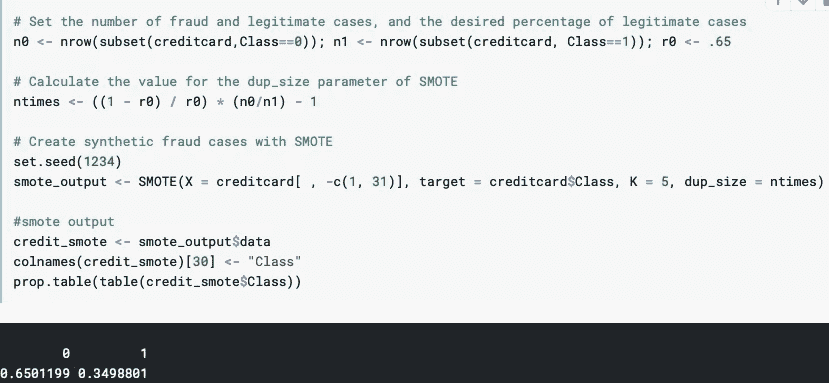 # Set the number of fraud and legitimate cases, and the desired percentage of legitimate cases
n0 <- nrow(subset(creditcard,Class==0)); n1 <- nrow(subset(creditcard, Class==1)); r0 <- .65
# Calculate the value for the dup_size parameter of SMOTE
ntimes <- ((1 - r0) / r0) * (n0/n1) - 1
# Create synthetic fraud cases with SMOTE
set.seed(1234)
smote_output <- SMOTE(X = creditcard[ , -c(1, 31)], target = creditcard$Class, K = 5, dup_size = ntimes)
#smote output
credit_smote <- smote_output$data
colnames(credit_smote)[30] <- "Class"
prop.table(table(credit_smote$Class))
0 1
0.6501199 0.3498801